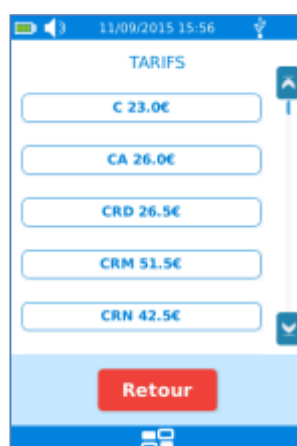 11/09/2015 15:56
TARIFS
C 23.0€
CA 26.0€
CRD 26.5€
CRM 51.5€
CRN 42.5€
Retour